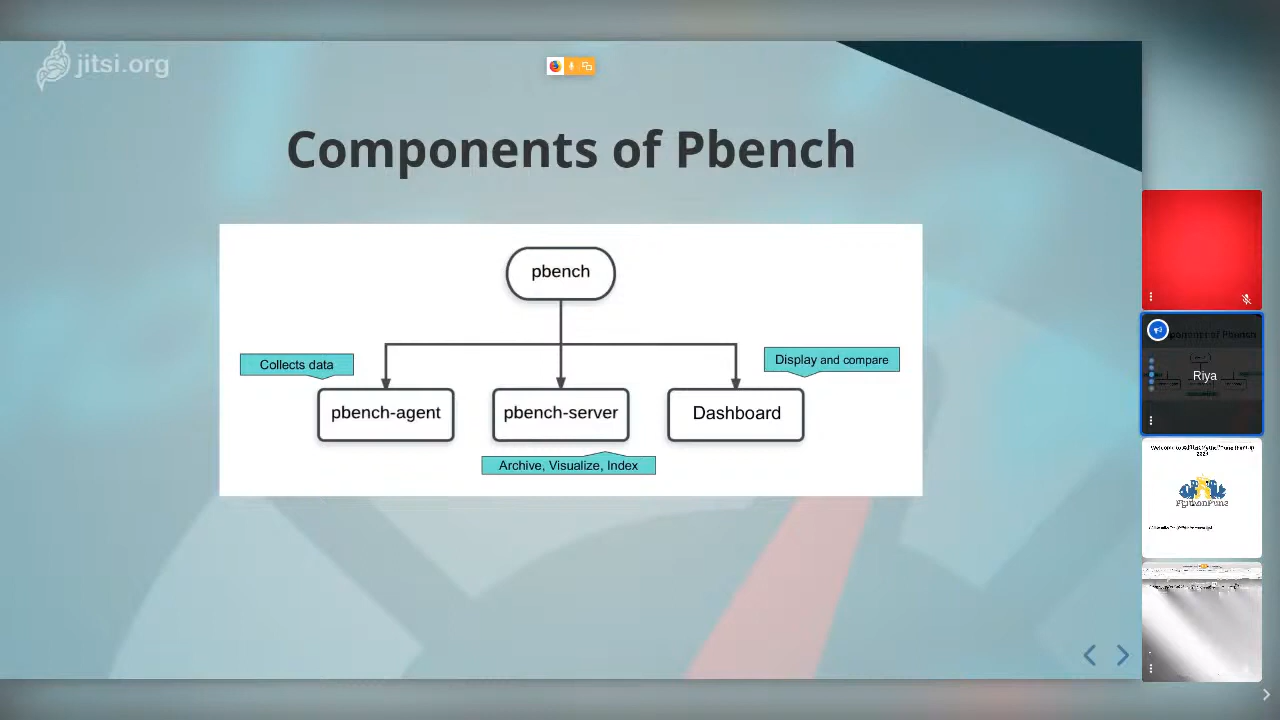 jitsi.org
Components of Pbench
pbench
Collects data
Display and compare
pbench-agent
pbench-server
Dashboard
Archive, Visualize, Index
Riya